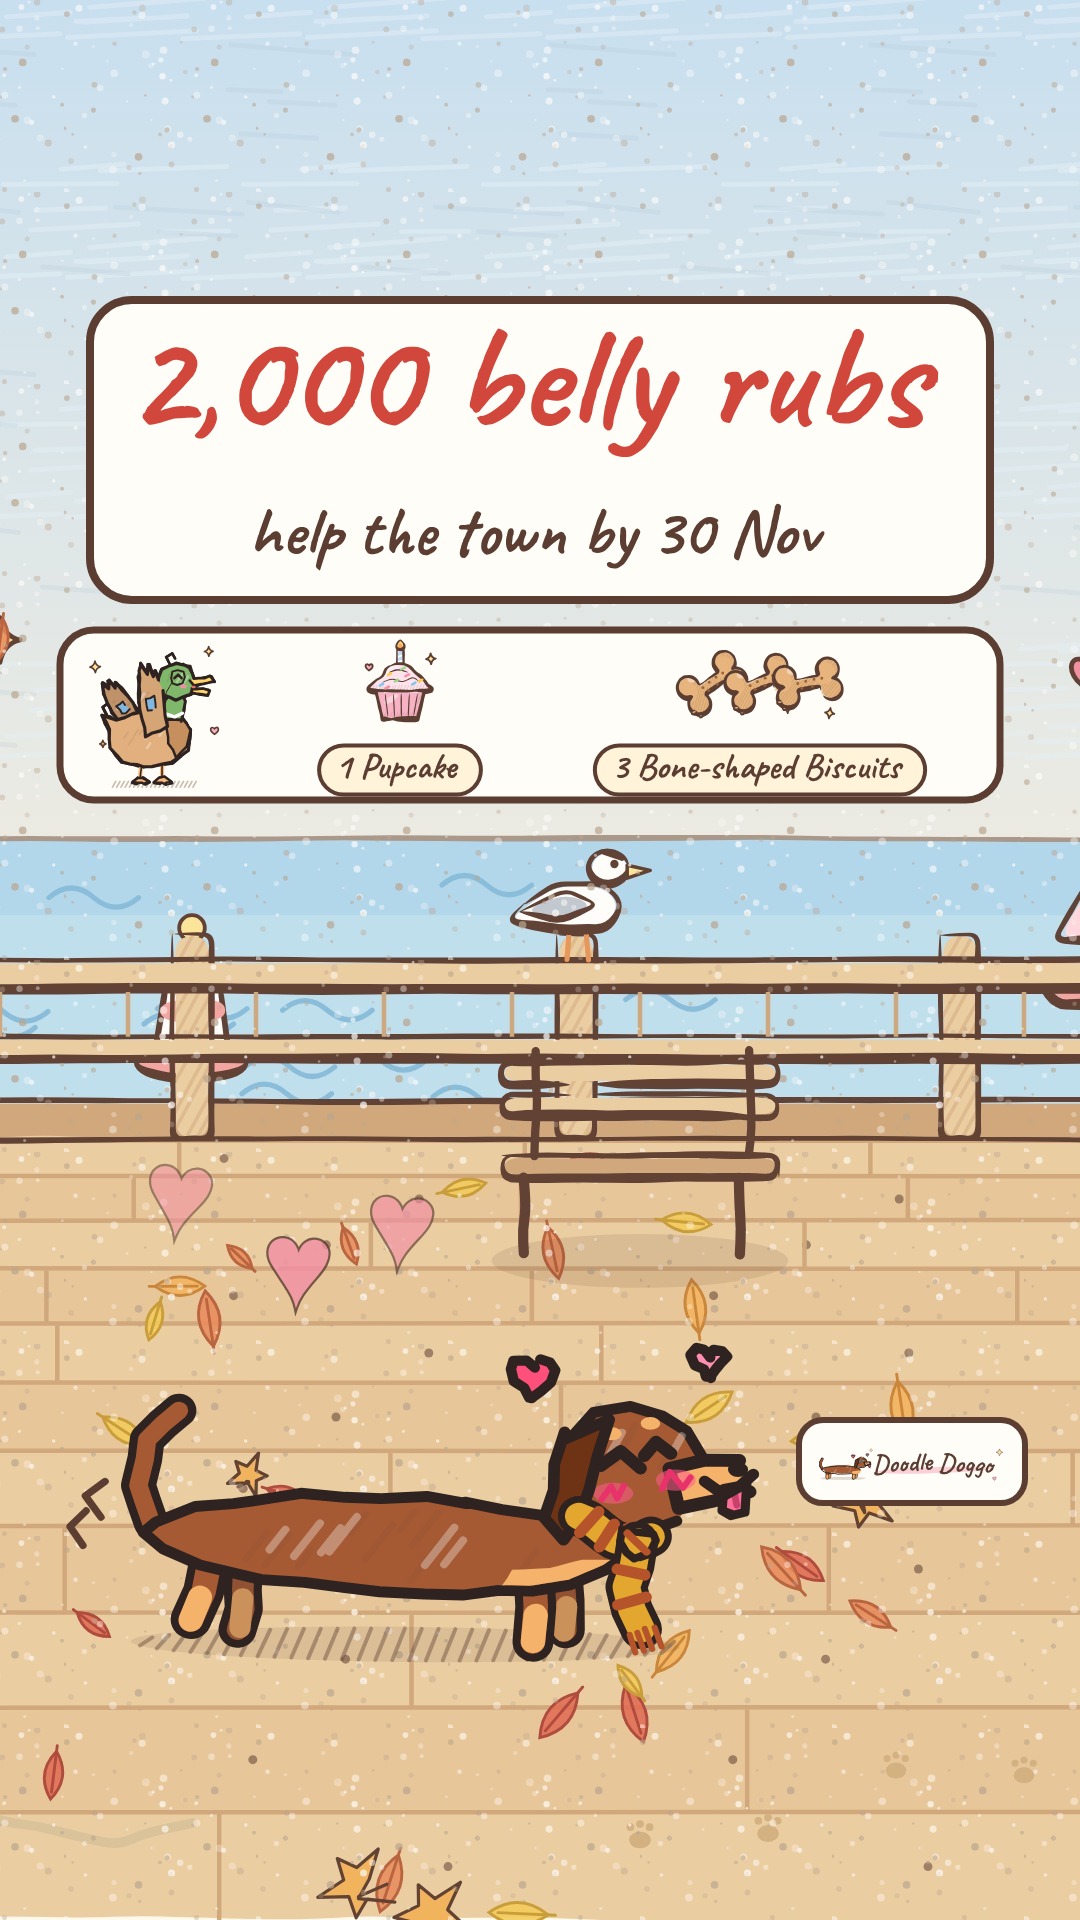 2,000 belly rubs
help the town by 30 Nov
1 Pupcake
3 Bone-shaped Biscuits
Doodle Doggo